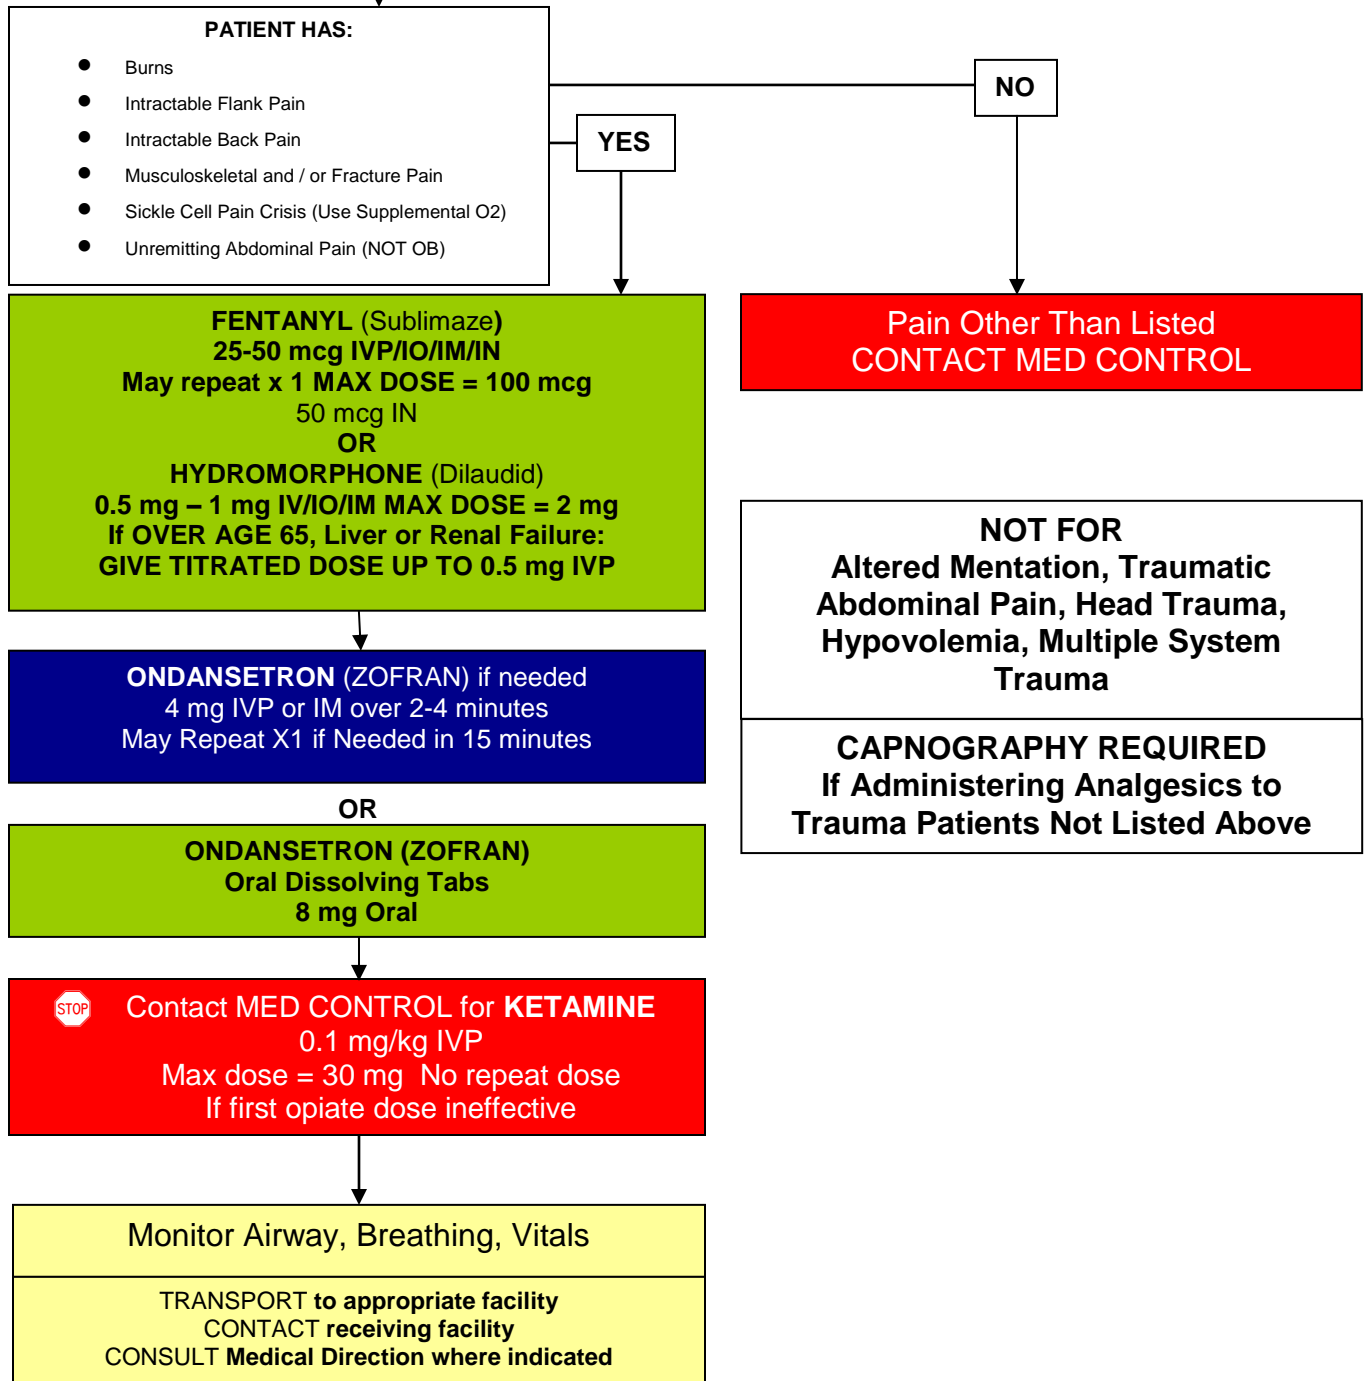 PATIENT HAS:
● Burns
● Intractable Flank Pain
● Intractable Back Pain
● Musculoskeletal and / or Fracture Pain
● Sickle Cell Pain Crisis (Use Supplemental O2)
● Unremitting Abdominal Pain (NOT OB)
NO
YES
FENTANYL (Sublimaze)
25-50 mcg IVP/IO/IM/IN
May repeat x 1 MAX DOSE = 100 mcg
50 mcg IN
OR
HYDROMORPHONE (Dilaudid)
0.5 mg – 1 mg IV/IO/IM MAX DOSE = 2 mg
If OVER AGE 65, Liver or Renal Failure:
GIVE TITRATED DOSE UP TO 0.5 mg IVP
Pain Other Than Listed
CONTACT MED CONTROL
NOT FOR
Altered Mentation, Traumatic
Abdominal Pain, Head Trauma,
Hypovolemia, Multiple System
Trauma
CAPNOGRAPHY REQUIRED
If Administering Analgesics to
Trauma Patients Not Listed Above
ONDANSETRON (ZOFRAN) if needed
4 mg IVP or IM over 2-4 minutes
May Repeat X1 if Needed in 15 minutes
OR
ONDANSETRON (ZOFRAN)
Oral Dissolving Tabs
8 mg Oral
STOP Contact MED CONTROL for KETAMINE
0.1 mg/kg IVP
Max dose = 30 mg No repeat dose
If first opiate dose ineffective
Monitor Airway, Breathing, Vitals
TRANSPORT to appropriate facility
CONTACT receiving facility
CONSULT Medical Direction where indicated